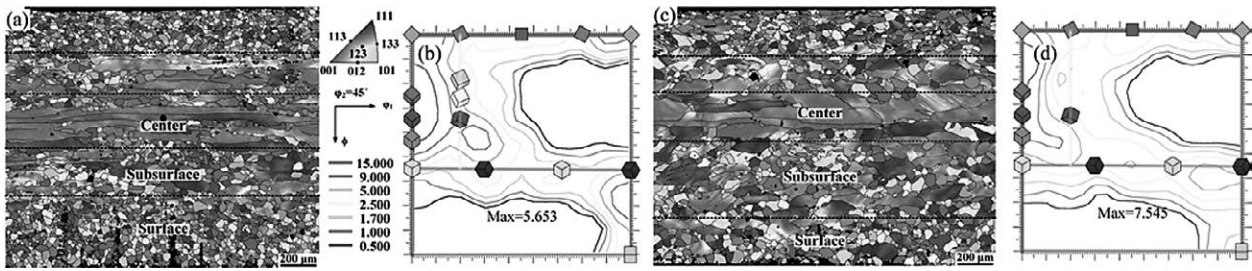 (a)
Center
Subsurface
Surface
200 μm
111
113
133
12̅3
001 012 101
φ₂=45°
φ₁
ϕ
15.000
9.000
5.000
2.500
1.700
1.000
0.500
(b)
Max=5.653
(c)
Center
Subsurface
Surface
200 μm
(d)
Max=7.545